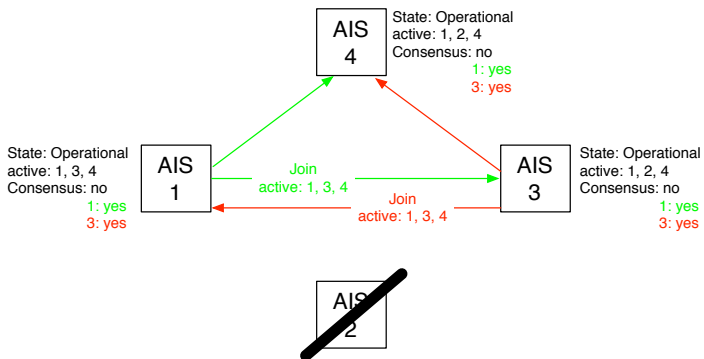 AIS
4
State: Operational
active: 1, 2, 4
Consensus: no
1: yes
3: yes
State: Operational
active: 1, 3, 4
Consensus: no
1: yes
3: yes
AIS
1
Join
active: 1, 3, 4
Join
active: 1, 3, 4
AIS
3
State: Operational
active: 1, 2, 4
Consensus: no
1: yes
3: yes
AIS
2